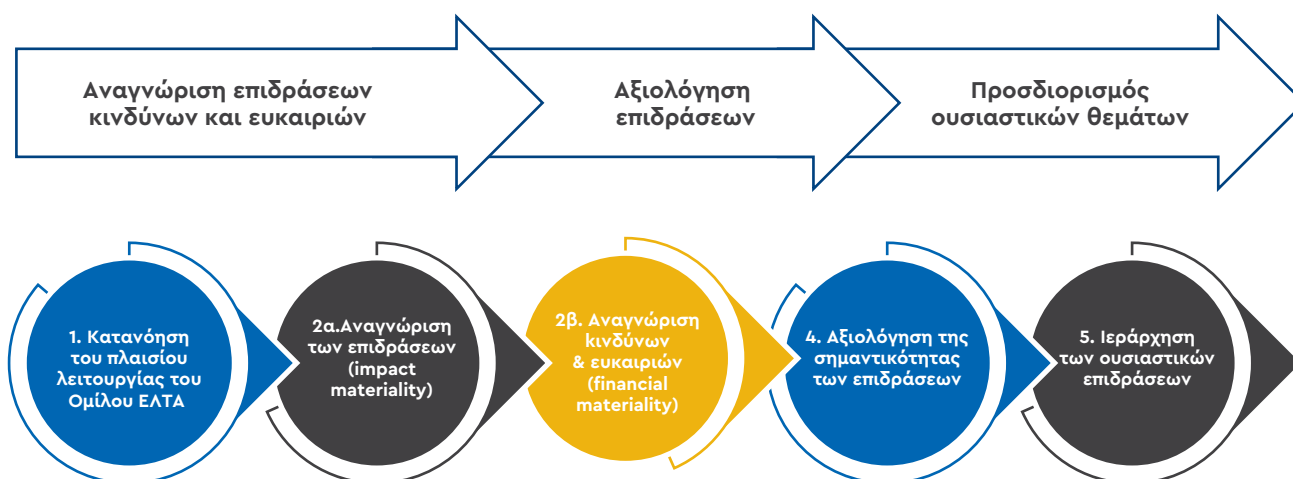 Αναγνώριση επιδράσεων
κινδύνων και ευκαιριών
Αξιολόγηση
επιδράσεων
Προσδιορισμός
ουσιαστικών θεμάτων
1. Κατανόηση
του πλαισίου
λειτουργίας του
Ομίλου ΕΛΤΑ
2α.Αναγνώριση
των επιδράσεων
(impact
materiality)
2β. Αναγνώριση
κινδύνων
& ευκαιριών
(financial
materiality)
4. Αξιολόγηση της
σημαντικότητας
των επιδράσεων
5. Ιεράρχηση
των ουσιαστικών
επιδράσεων